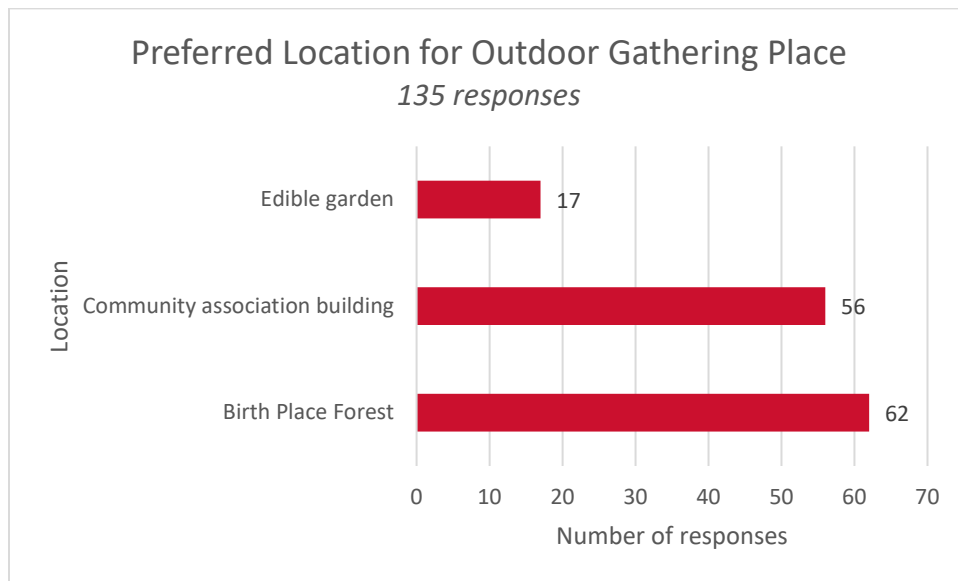 Preferred Location for Outdoor Gathering Place
135 responses
Location
Edible garden
17
Community association building
56
Birth Place Forest
62
0 10 20 30 40 50 60 70
Number of responses